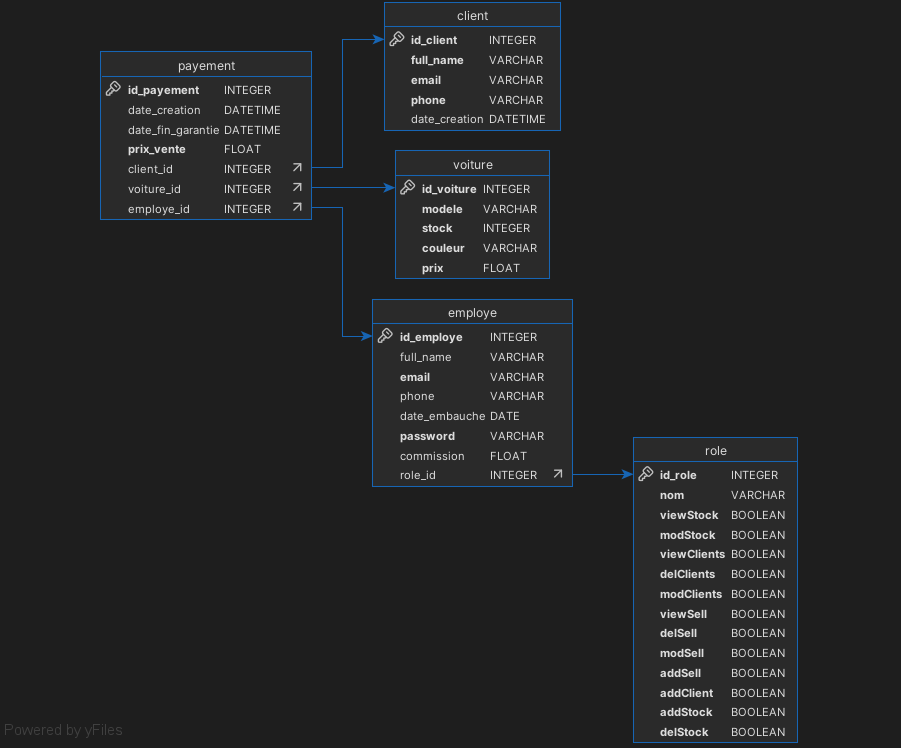 client
id_client INTEGER
full_name VARCHAR
email VARCHAR
phone VARCHAR
date_creation DATETIME
payement
id_payement INTEGER
date_creation DATETIME
date_fin_garantie DATETIME
prix_vente FLOAT
client_id INTEGER
voiture_id INTEGER
employe_id INTEGER
voiture
id_voiture INTEGER
modele VARCHAR
stock INTEGER
couleur VARCHAR
prix FLOAT
employe
id_employe INTEGER
full_name VARCHAR
email VARCHAR
phone VARCHAR
date_embauche DATE
password VARCHAR
commission FLOAT
role_id INTEGER
role
id_role INTEGER
nom VARCHAR
viewStock BOOLEAN
modStock BOOLEAN
viewClients BOOLEAN
delClients BOOLEAN
modClients BOOLEAN
viewSell BOOLEAN
delSell BOOLEAN
modSell BOOLEAN
addSell BOOLEAN
addClient BOOLEAN
addStock BOOLEAN
delStock BOOLEAN
Powered by yFiles